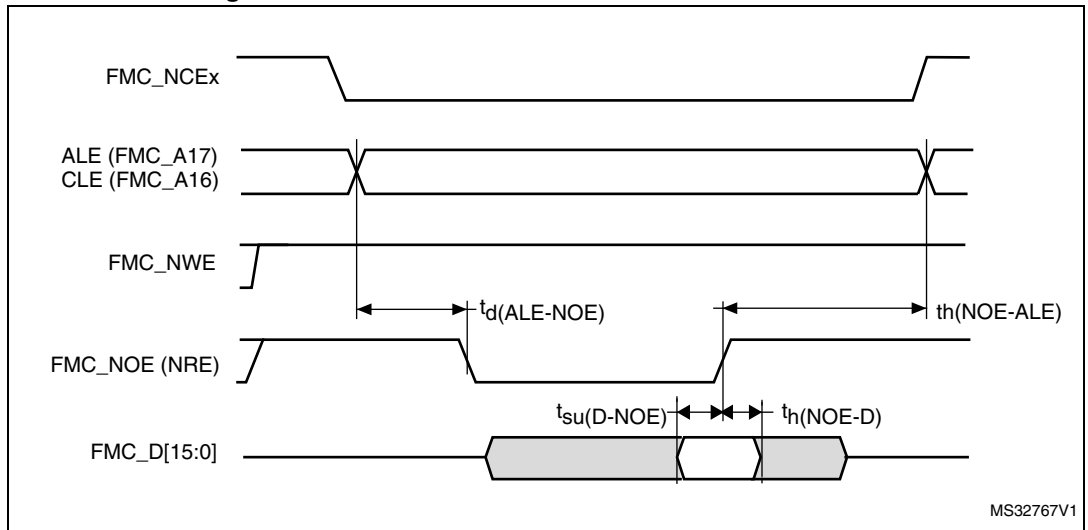 FMC_NCEx
ALE (FMC_A17)
CLE (FMC_A16)
FMC_NWE
td(ALE-NOE)
th(NOE-ALE)
FMC_NOE (NRE)
tsu(D-NOE)
th(NOE-D)
FMC_D[15:0]
MS32767V1